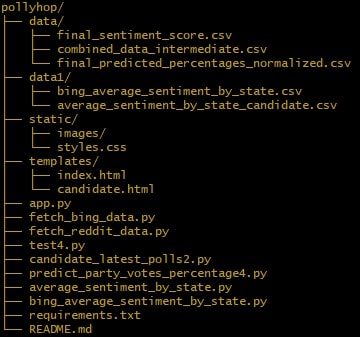 pollyhop/
├── data/
│   ├── final_sentiment_score.csv
│   ├── combined_data_intermediate.csv
│   └── final_predicted_percentages_normalized.csv
├── data1/
│   ├── bing_average_sentiment_by_state.csv
│   └── average_sentiment_by_state_candidate.csv
├── static/
│   ├── images/
│   └── styles.css
├── templates/
│   ├── index.html
│   └── candidate.html
├── app.py
├── fetch_bing_data.py
├── fetch_reddit_data.py
├── test4.py
├── candidate_latest_polls2.py
├── predict_party_votes_percentage4.py
├── average_sentiment_by_state.py
├── bing_average_sentiment_by_state.py
├── requirements.txt
└── README.md